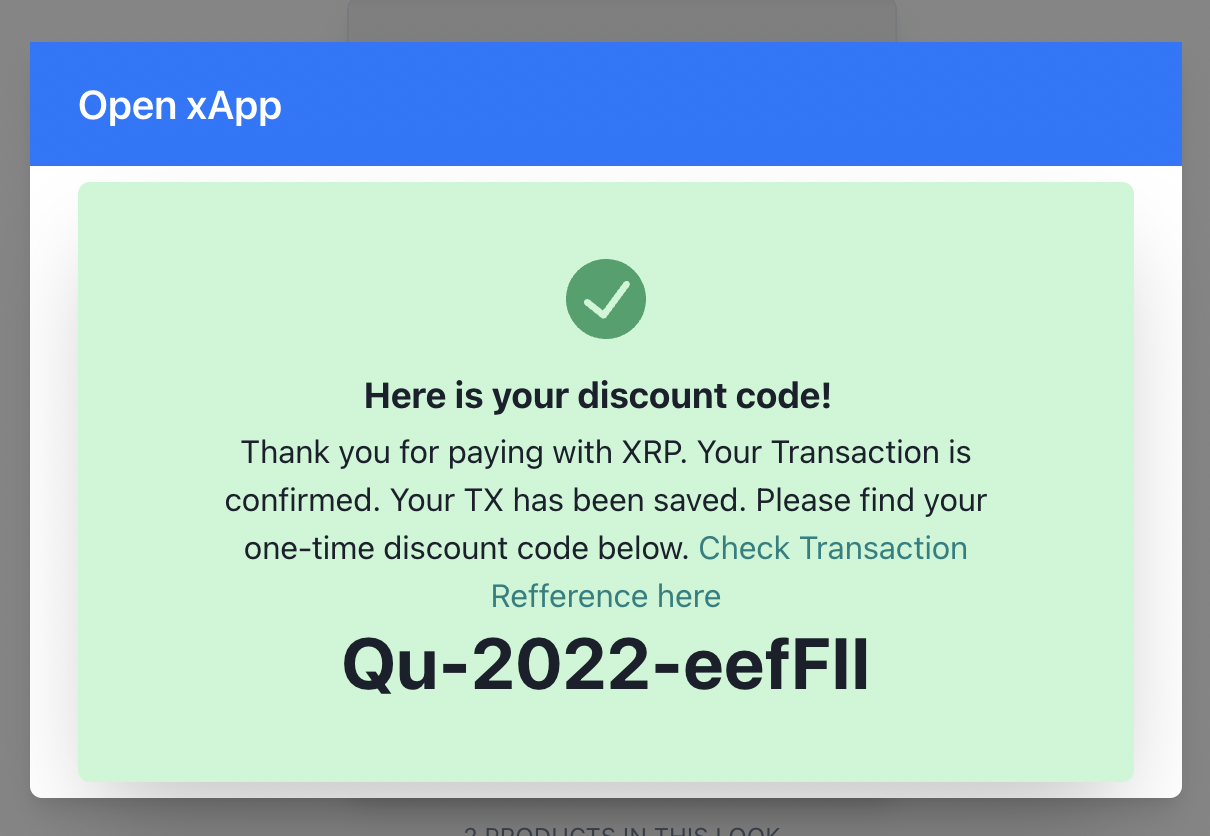 Open xApp
Here is your discount code!
Thank you for paying with XRP. Your Transaction is
confirmed. Your TX has been saved. Please find your
one-time discount code below. Check Transaction
Refference here
Qu-2022-eefFII
2 PRODUCTS IN THIS LOOK